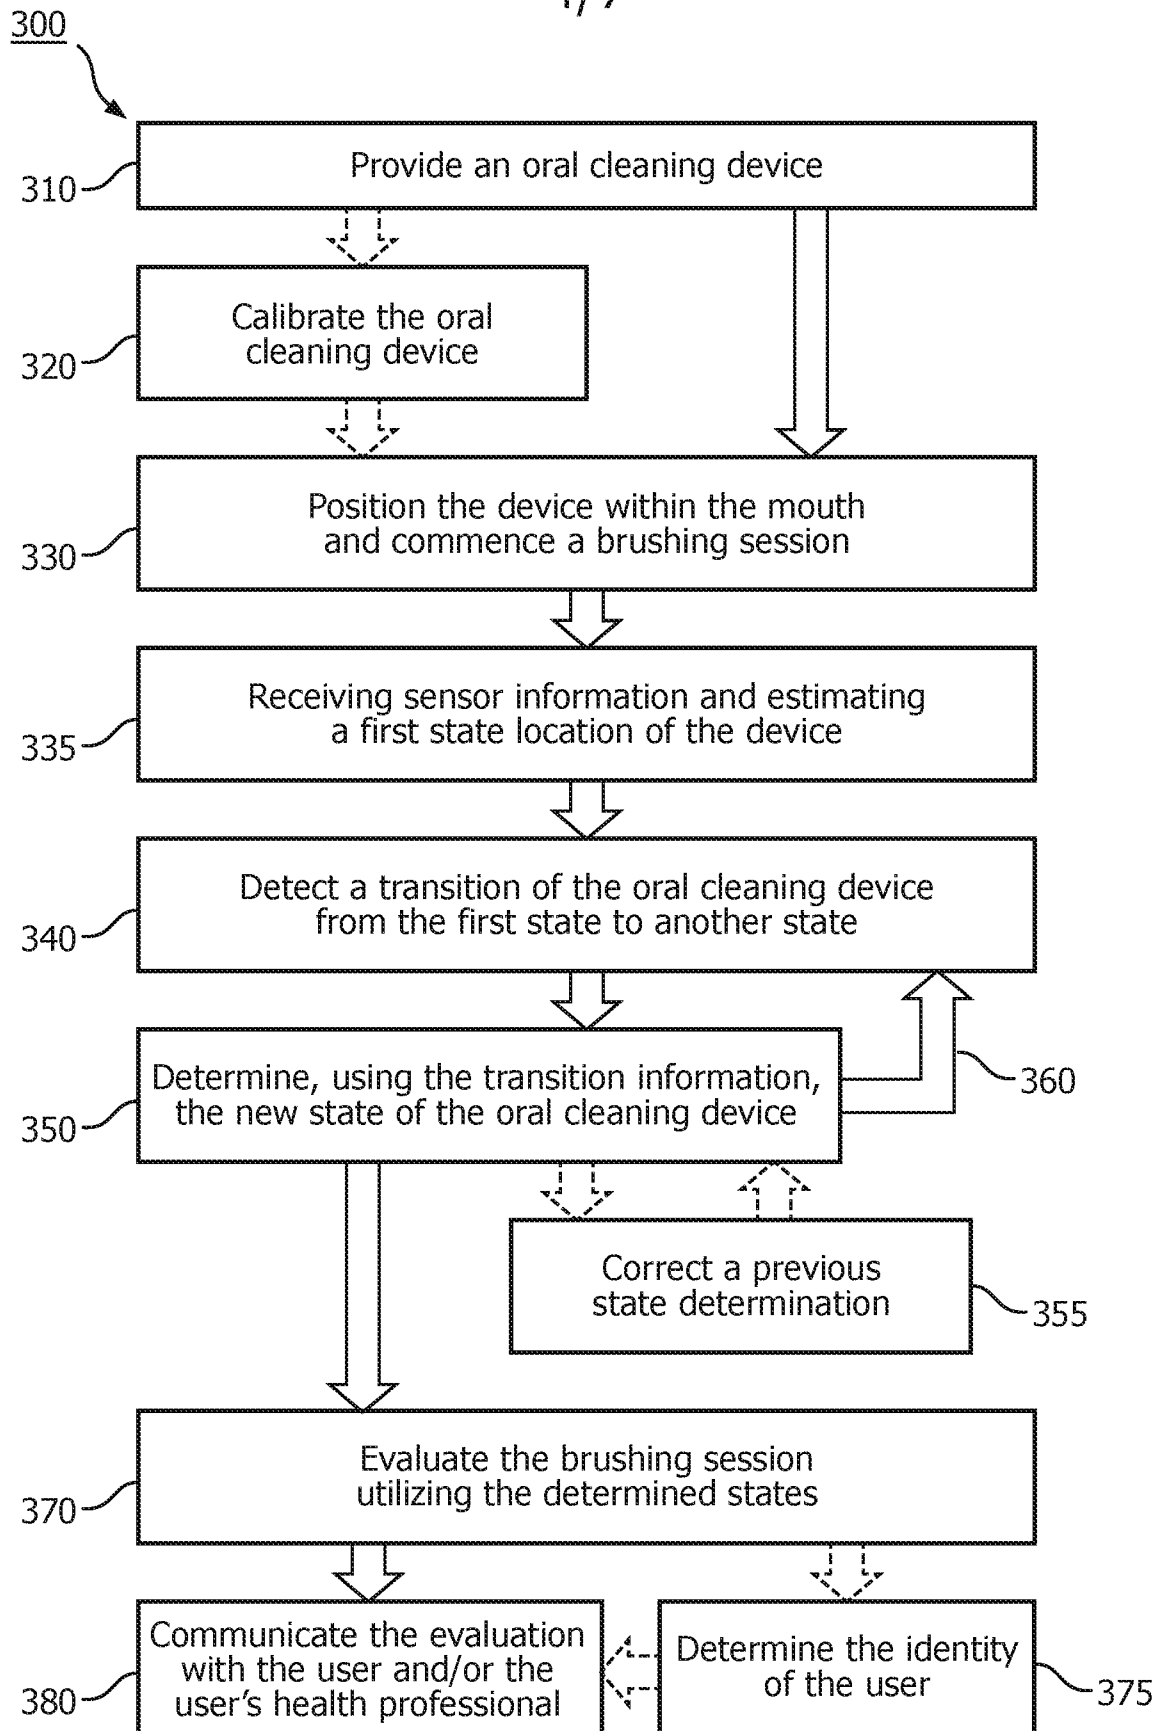 300
310
Provide an oral cleaning device
Calibrate the oral
cleaning device
320
Position the device within the mouth
and commence a brushing session
330
Receiving sensor information and estimating
a first state location of the device
335
Detect a transition of the oral cleaning device
from the first state to another state
340
Determine, using the transition information,
the new state of the oral cleaning device
350
360
Correct a previous
state determination
355
Evaluate the brushing session
utilizing the determined states
370
Communicate the evaluation
with the user and/or the
user's health professional
380
Determine the identity
of the user
375